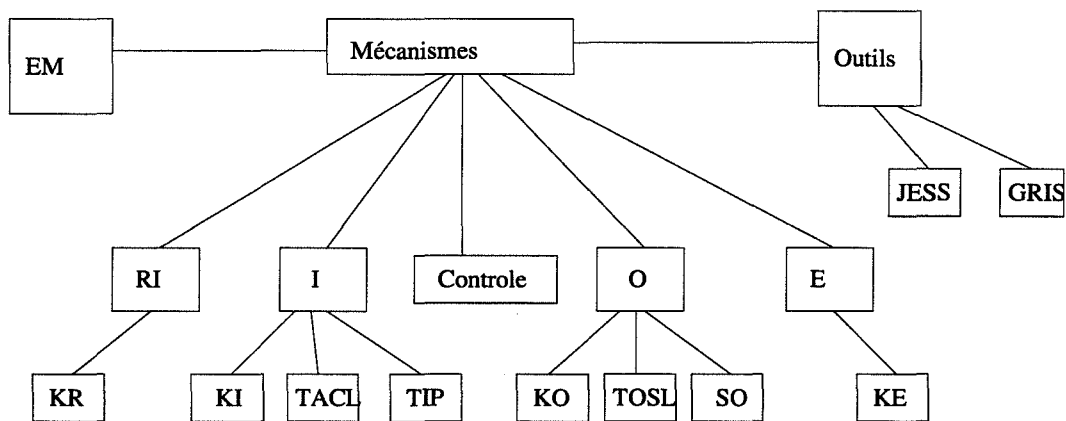 EM
Mécanismes
Outils
JESS
GRIS
RI
I
Controle
O
E
KR
KI
TACL
TIP
KO
TOSL
SO
KE